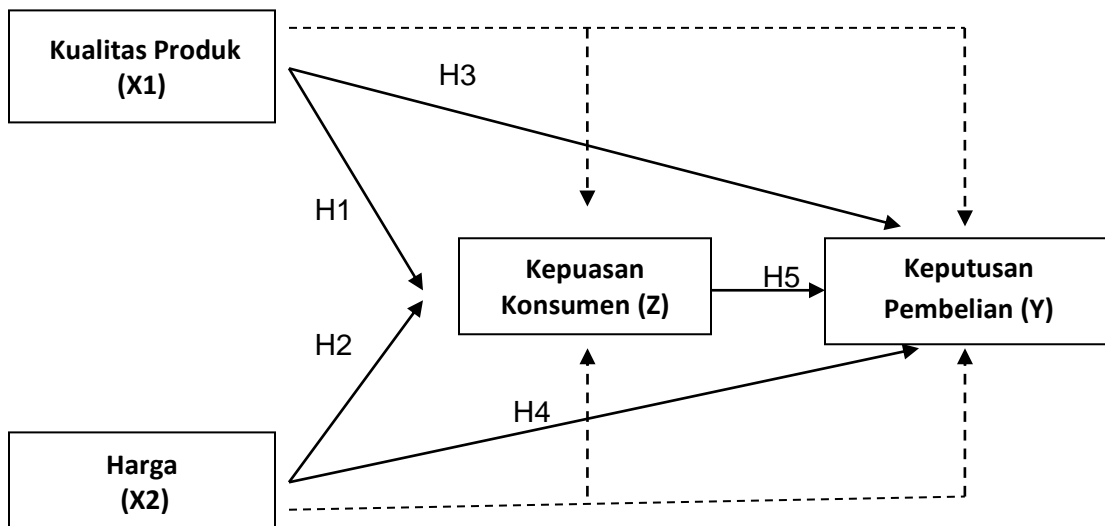 Kualitas Produk
(X1)
H3
H1
Kepuasan
Konsumen (Z)
H5
Keputusan
Pembelian (Y)
H2
H4
Harga
(X2)